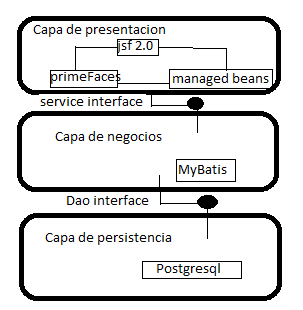 Capa de presentacion
jsf 2.0
primeFaces
managed beans
service interface
Capa de negocios
MyBatis
Dao interface
Capa de persistencia
Postgresql